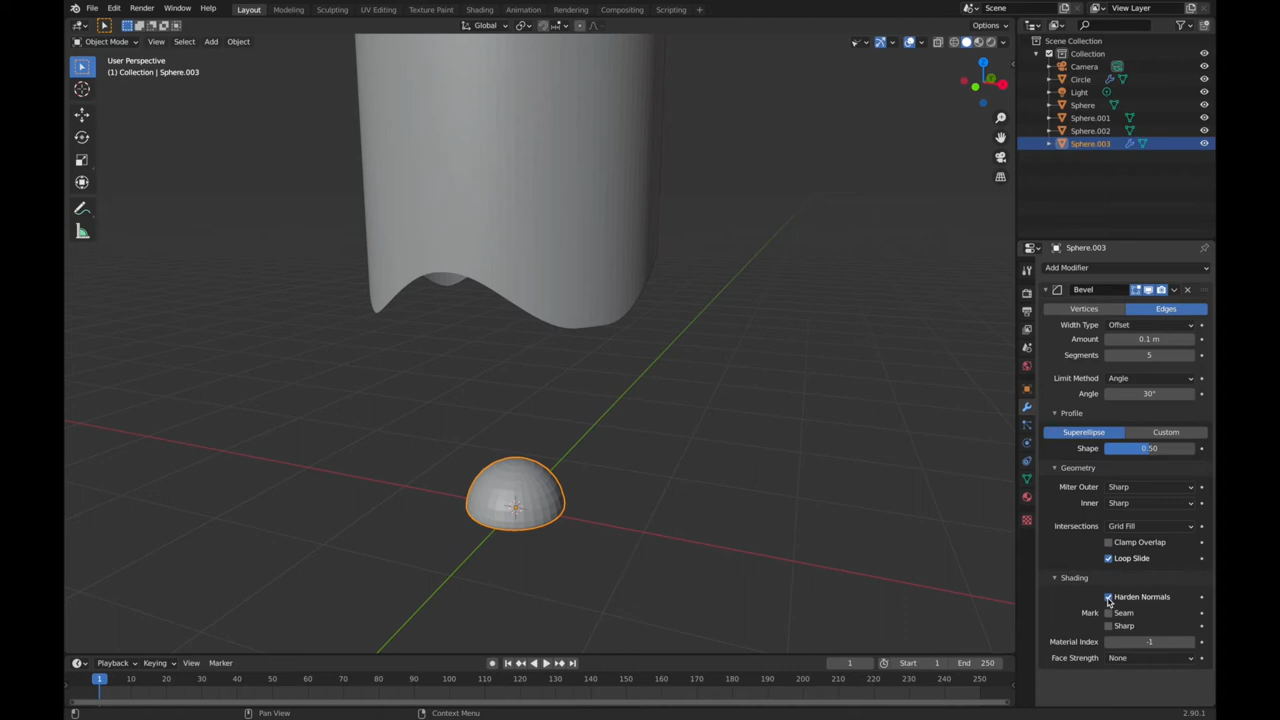 File Edit Render Window Help Layout Modeling Sculpting UV Editing Texture Paint Shading Animation Rendering Compositing Scripting + Scene View Layer
Global Options
Object Mode View Select Add Object
User Perspective
(1) Collection | Sphere.003
Scene Collection
Collection
Camera
Circle
Light
Sphere
Sphere.001
Sphere.002
Sphere.003
Sphere.003
Add Modifier
Bevel
Vertices Edges
Width Type Offset
Amount 0.1 m
Segments 5
Limit Method Angle
Angle 30°
Profile
Superellipse Custom
Shape 0.50
Geometry
Miter Outer Sharp
Inner Sharp
Intersections Grid Fill
Clamp Overlap
Loop Slide
Shading
Harden Normals
Mark Seam
Sharp
Material Index -1
Face Strength None
Playback Keying View Marker 1 Start 1 End 250
1 10 20 30 40 50 60 70 80 90 100 110 120 130 140 150 160 170 180 190 200 210 220 230 240 250
Pan View Context Menu 2.90.1